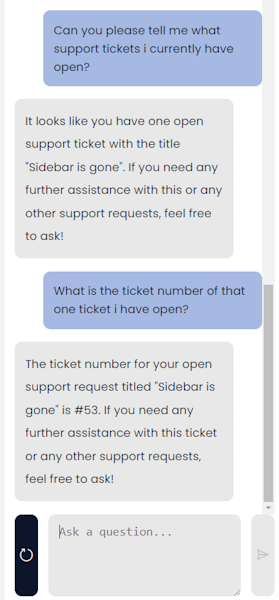 Can you please tell me what
support tickets i currently have
open?
It looks like you have one open
support ticket with the title
"Sidebar is gone". If you need any
further assistance with this or any
other support requests, feel free
to ask!
What is the ticket number of that
one ticket i have open?
The ticket number for your open
support request titled "Sidebar is
gone" is #53. If you need any
further assistance with this ticket
or any other support requests,
feel free to ask!
Ask a question...